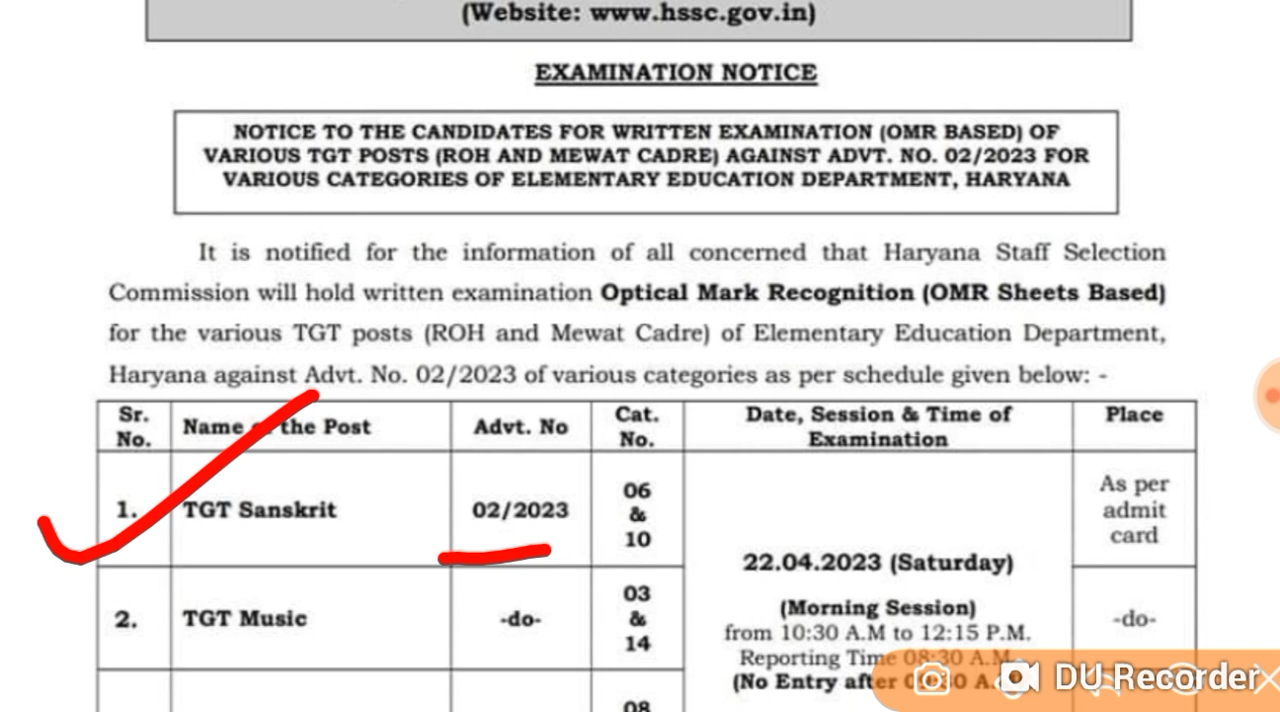 (Website: www.hssc.gov.in)
EXAMINATION NOTICE
NOTICE TO THE CANDIDATES FOR WRITTEN EXAMINATION (OMR BASED) OF
VARIOUS TGT POSTS (ROH AND MEWAT CADRE) AGAINST ADVT. NO. 02/2023 FOR
VARIOUS CATEGORIES OF ELEMENTARY EDUCATION DEPARTMENT, HARYANA
It is notified for the information of all concerned that Haryana Staff Selection
Commission will hold written examination Optical Mark Recognition (OMR Sheets Based)
for the various TGT posts (ROH and Mewat Cadre) of Elementary Education Department,
Haryana against Advt. No. 02/2023 of various categories as per schedule given below: -
Sr. No.
Name the Post
Advt. No
Cat. No.
Date, Session & Time of
Examination
Place
1.
TGT Sanskrit
02/2023
06
&
10
22.04.2023 (Saturday)
(Morning Session)
from 10:30 A.M to 12:15 P.M.
Reporting Time 08:30 A.M.
(No Entry after
As per
admit
card
2.
TGT Music
-do-
03
&
14
-do-
08
DU Recorder